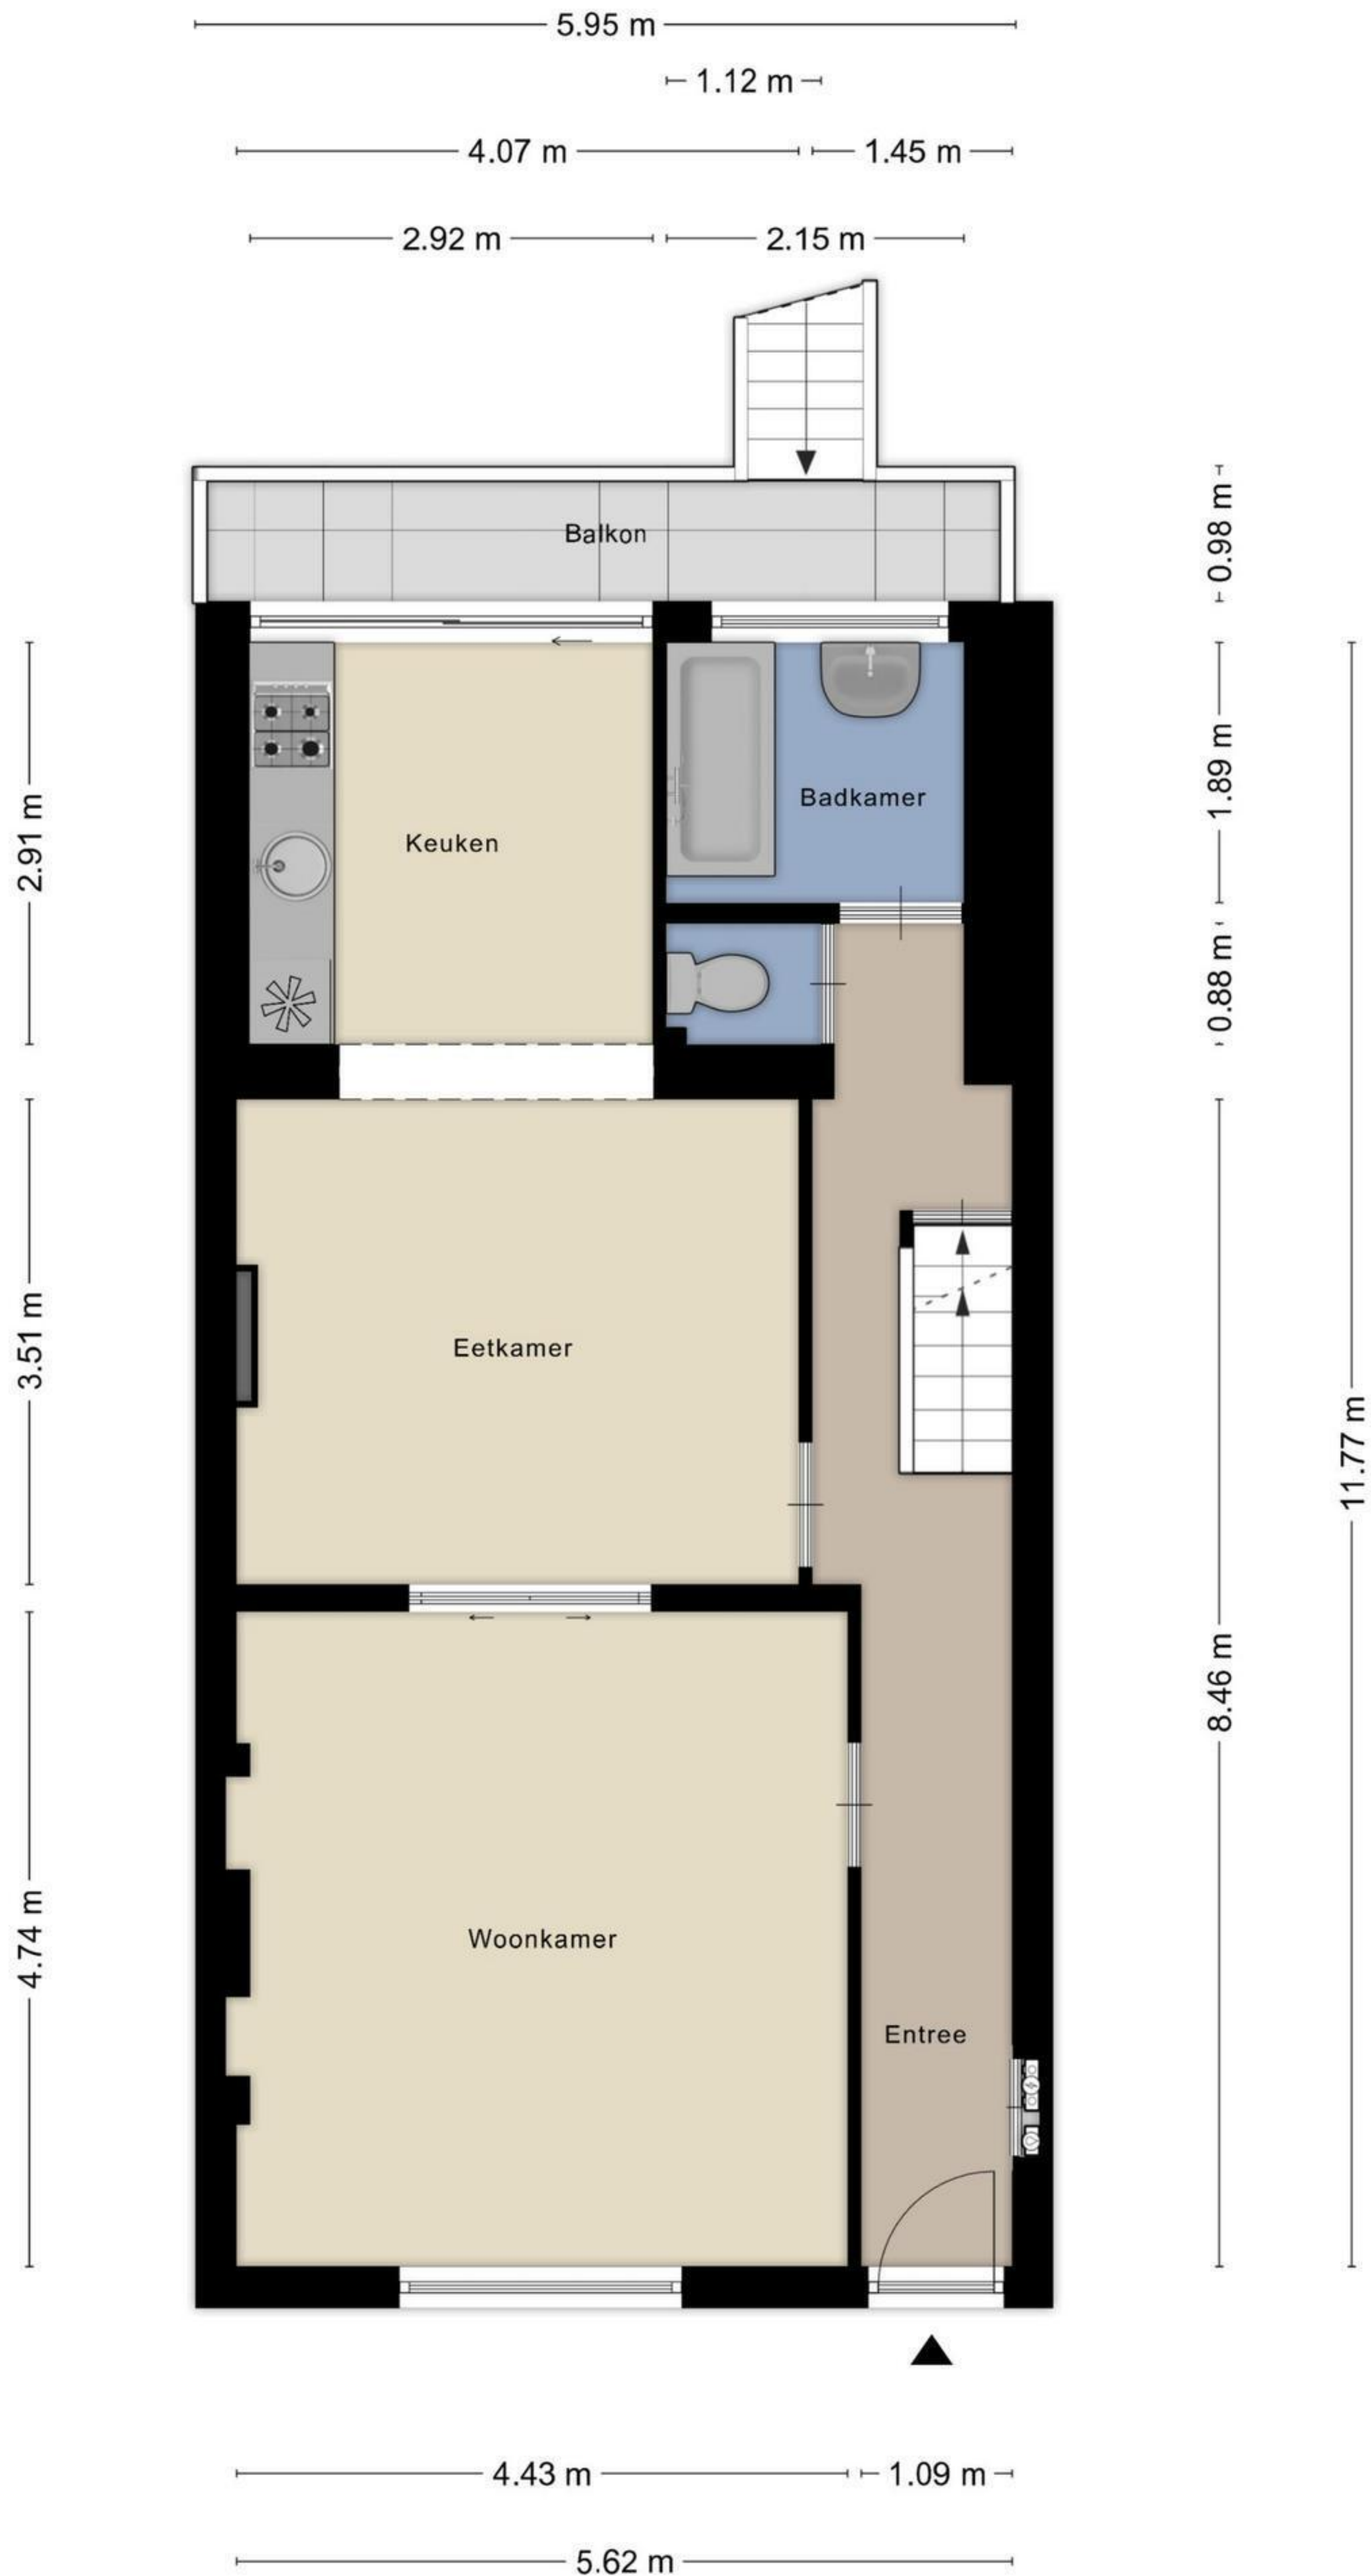 5.95 m
1.12 m
4.07 m
1.45 m
2.92 m
2.15 m
Balkon
0.98 m
Badkamer
1.89 m
Keuken
2.91 m
0.88 m
Eetkamer
3.51 m
11.77 m
8.46 m
Woonkamer
4.74 m
Entree
4.43 m
1.09 m
5.62 m